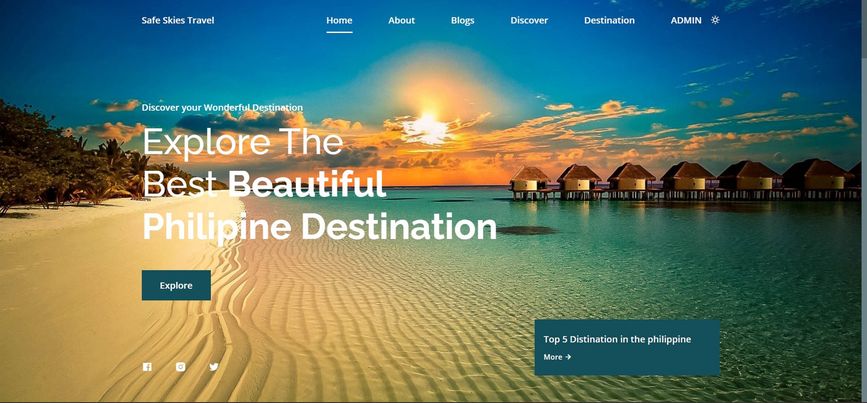 Safe Skies Travel
Home About Blogs Discover Destination ADMIN
Discover your Wonderful Destination
Explore The
Best Beautiful
Philipine Destination
Explore
Top 5 Distination in the philippine
More →